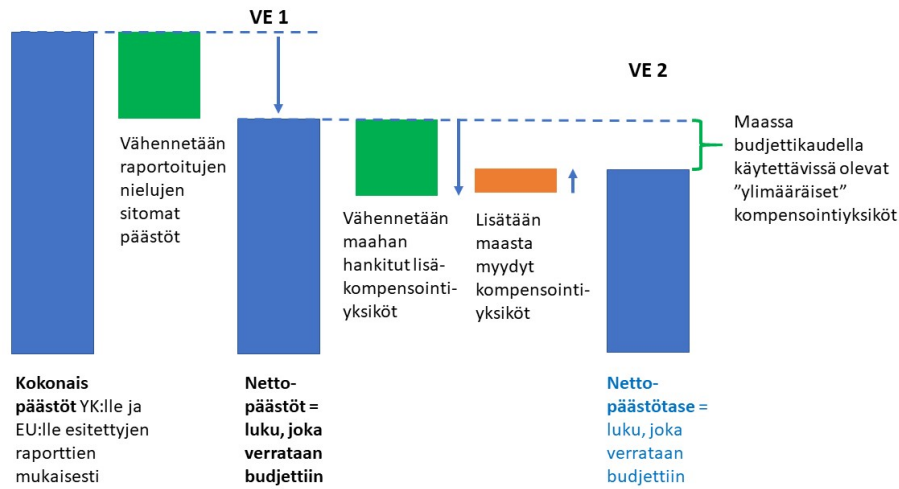 VE 1
VE 2
Vähennetään
raportoitujen
nielujen
sitomat
päästöt
Vähennetään
maahan
hankitut lisä-
kompensointi-
yksiköt
Lisätään
maasta
myydyt
kompensointi-
yksiköt
Maassa
budjettikaudella
käytettävissä olevat
”ylimääräiset”
kompensointiyksiköt
Kokonais
päästöt YK:lle ja
EU:lle esitettyjen
raporttien
mukaisesti
Netto-
päästöt =
luku, joka
verrataan
budjettiin
Netto-
päästötase =
luku, joka
verrataan
budjettiin